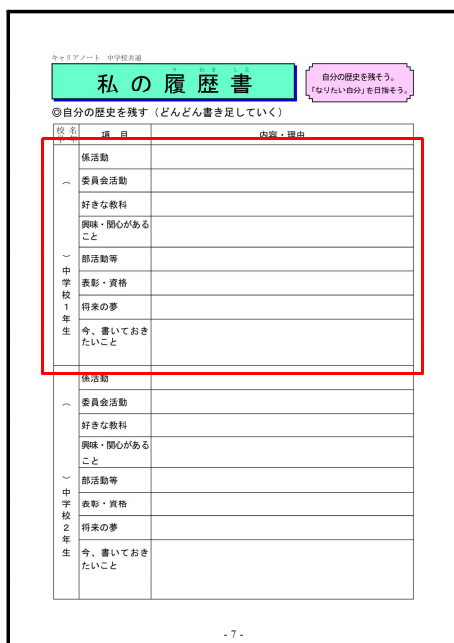 キャリアノート 中学校共通
り れき しょ
私の履歴書
自分の歴史を残そう。
「なりたい自分」を目指そう。
◎自分の歴史を残す(どんどん書き足していく)
校名
学年
項 目
内容・理由
( )中学校1年生
係活動
委員会活動
好きな教科
興味・関心がある
こと
部活動等
表彰・資格
将来の夢
今、書いておき
たいこと
( )中学校2年生
係活動
委員会活動
好きな教科
興味・関心がある
こと
部活動等
表彰・資格
将来の夢
今、書いておき
たいこと
- 7 -